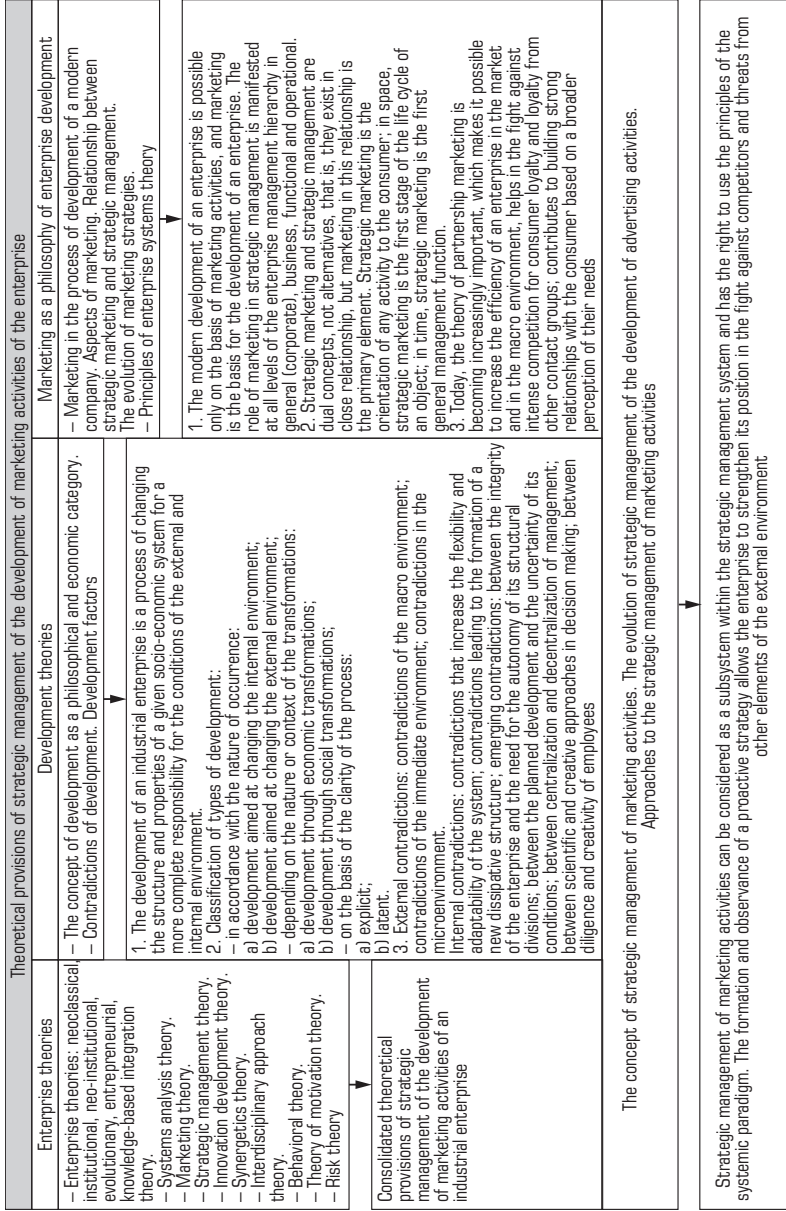 Theoretical provisions of strategic management of the development of marketing activities of the enterprise
Enterprise theories
– Enterprise theories: neoclassical,
institutional, neo-institutional,
evolutionary, entrepreneurial,
knowledge-based integration
theory.
– Systems analysis theory.
– Marketing theory.
– Strategic management theory.
– Innovation development theory.
– Synergetics theory.
– Interdisciplinary approach
theory.
– Behavioral theory.
– Theory of motivation theory.
– Risk theory
Consolidated theoretical
provisions of strategic
management of the development
of marketing activities of an
industrial enterprise
Development theories
– The concept of development as a philosophical and economic category.
– Contradictions of development. Development factors
1. The development of an industrial enterprise is a process of changing
the structure and properties of a given socio-economic system for a
more complete responsibility for the conditions of the external and
internal environment.
2. Classification of types of development:
– in accordance with the nature of occurrence:
a) development aimed at changing the internal environment;
b) development aimed at changing the external environment;;
– depending on the nature or context of the transformations:
a) development through economic transformations;
b) development through social transformations;
– on the basis of the clarity of the process:
a) explicit;
b) latent.
3. External contradictions: contradictions of the macro environment;
contradictions of the immediate environment; contradictions in the
microenvironment.
Internal contradictions: contradictions that increase the flexibility and
adaptability of the system; contradictions leading to the formation of a
new dissipative structure; emerging contradictions: between the integrity
of the enterprise and the need for the autonomy of its structural
divisions; between the planned development and the uncertainty of its
conditions; between centralization and decentralization of management;
between scientific and creative approaches in decision making; between
diligence and creativity of employees
Marketing as a philosophy of enterprise development
– Marketing in the process of development of a modern
company. Aspects of marketing. Relationship between
strategic marketing and strategic management.
The evolution of marketing strategies.
– Principles of enterprise systems theory
1. The modern development of an enterprise is possible
only on the basis of marketing activities, and marketing
is the basis for the development of an enterprise. The
role of marketing in strategic management is manifested
at all levels of the enterprise management hierarchy in
general (corporate), business, functional and operational.
2. Strategic marketing and strategic management are
dual concepts, not alternatives, that is, they exist in
close relationship, but marketing in this relationship is
the primary element. Strategic marketing is the
orientation of any activity to the consumer; in space,
strategic marketing is the first stage of the life cycle of
an object; in time, strategic marketing is the first
general management function.
3. Today, the theory of partnership marketing is
becoming increasingly important, which makes it possible
to increase the efficiency of an enterprise in the market
and in the macro environment, helps in the fight against
intense competition for consumer loyalty and loyalty from
other contact groups; contributes to building strong
relationships with the consumer based on a broader
perception of their needs
The concept of strategic management of marketing activities. The evolution of strategic management of the development of advertising activities.
Approaches to the strategic management of marketing activities
Strategic management of marketing activities can be considered as a subsystem within the strategic management system and has the right to use the principles of the
systemic paradigm. The formation and observance of a proactive strategy allows the enterprise to strengthen its position in the fight against competitors and threats from
other elements of the external environment